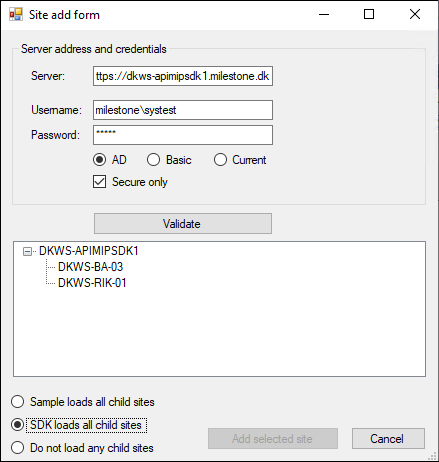 Site add form
Server address and credentials
Server: ttps://dkws-apimipsdk1.milestone.dk
Username: milestone\systest
Password: *****
AD Basic Current
Secure only
Validate
DKWS-APIMIPSDK1
DKWS-BA-03
DKWS-RIK-01
Sample loads all child sites
SDK loads all child sites
Do not load any child sites
Add selected site Cancel